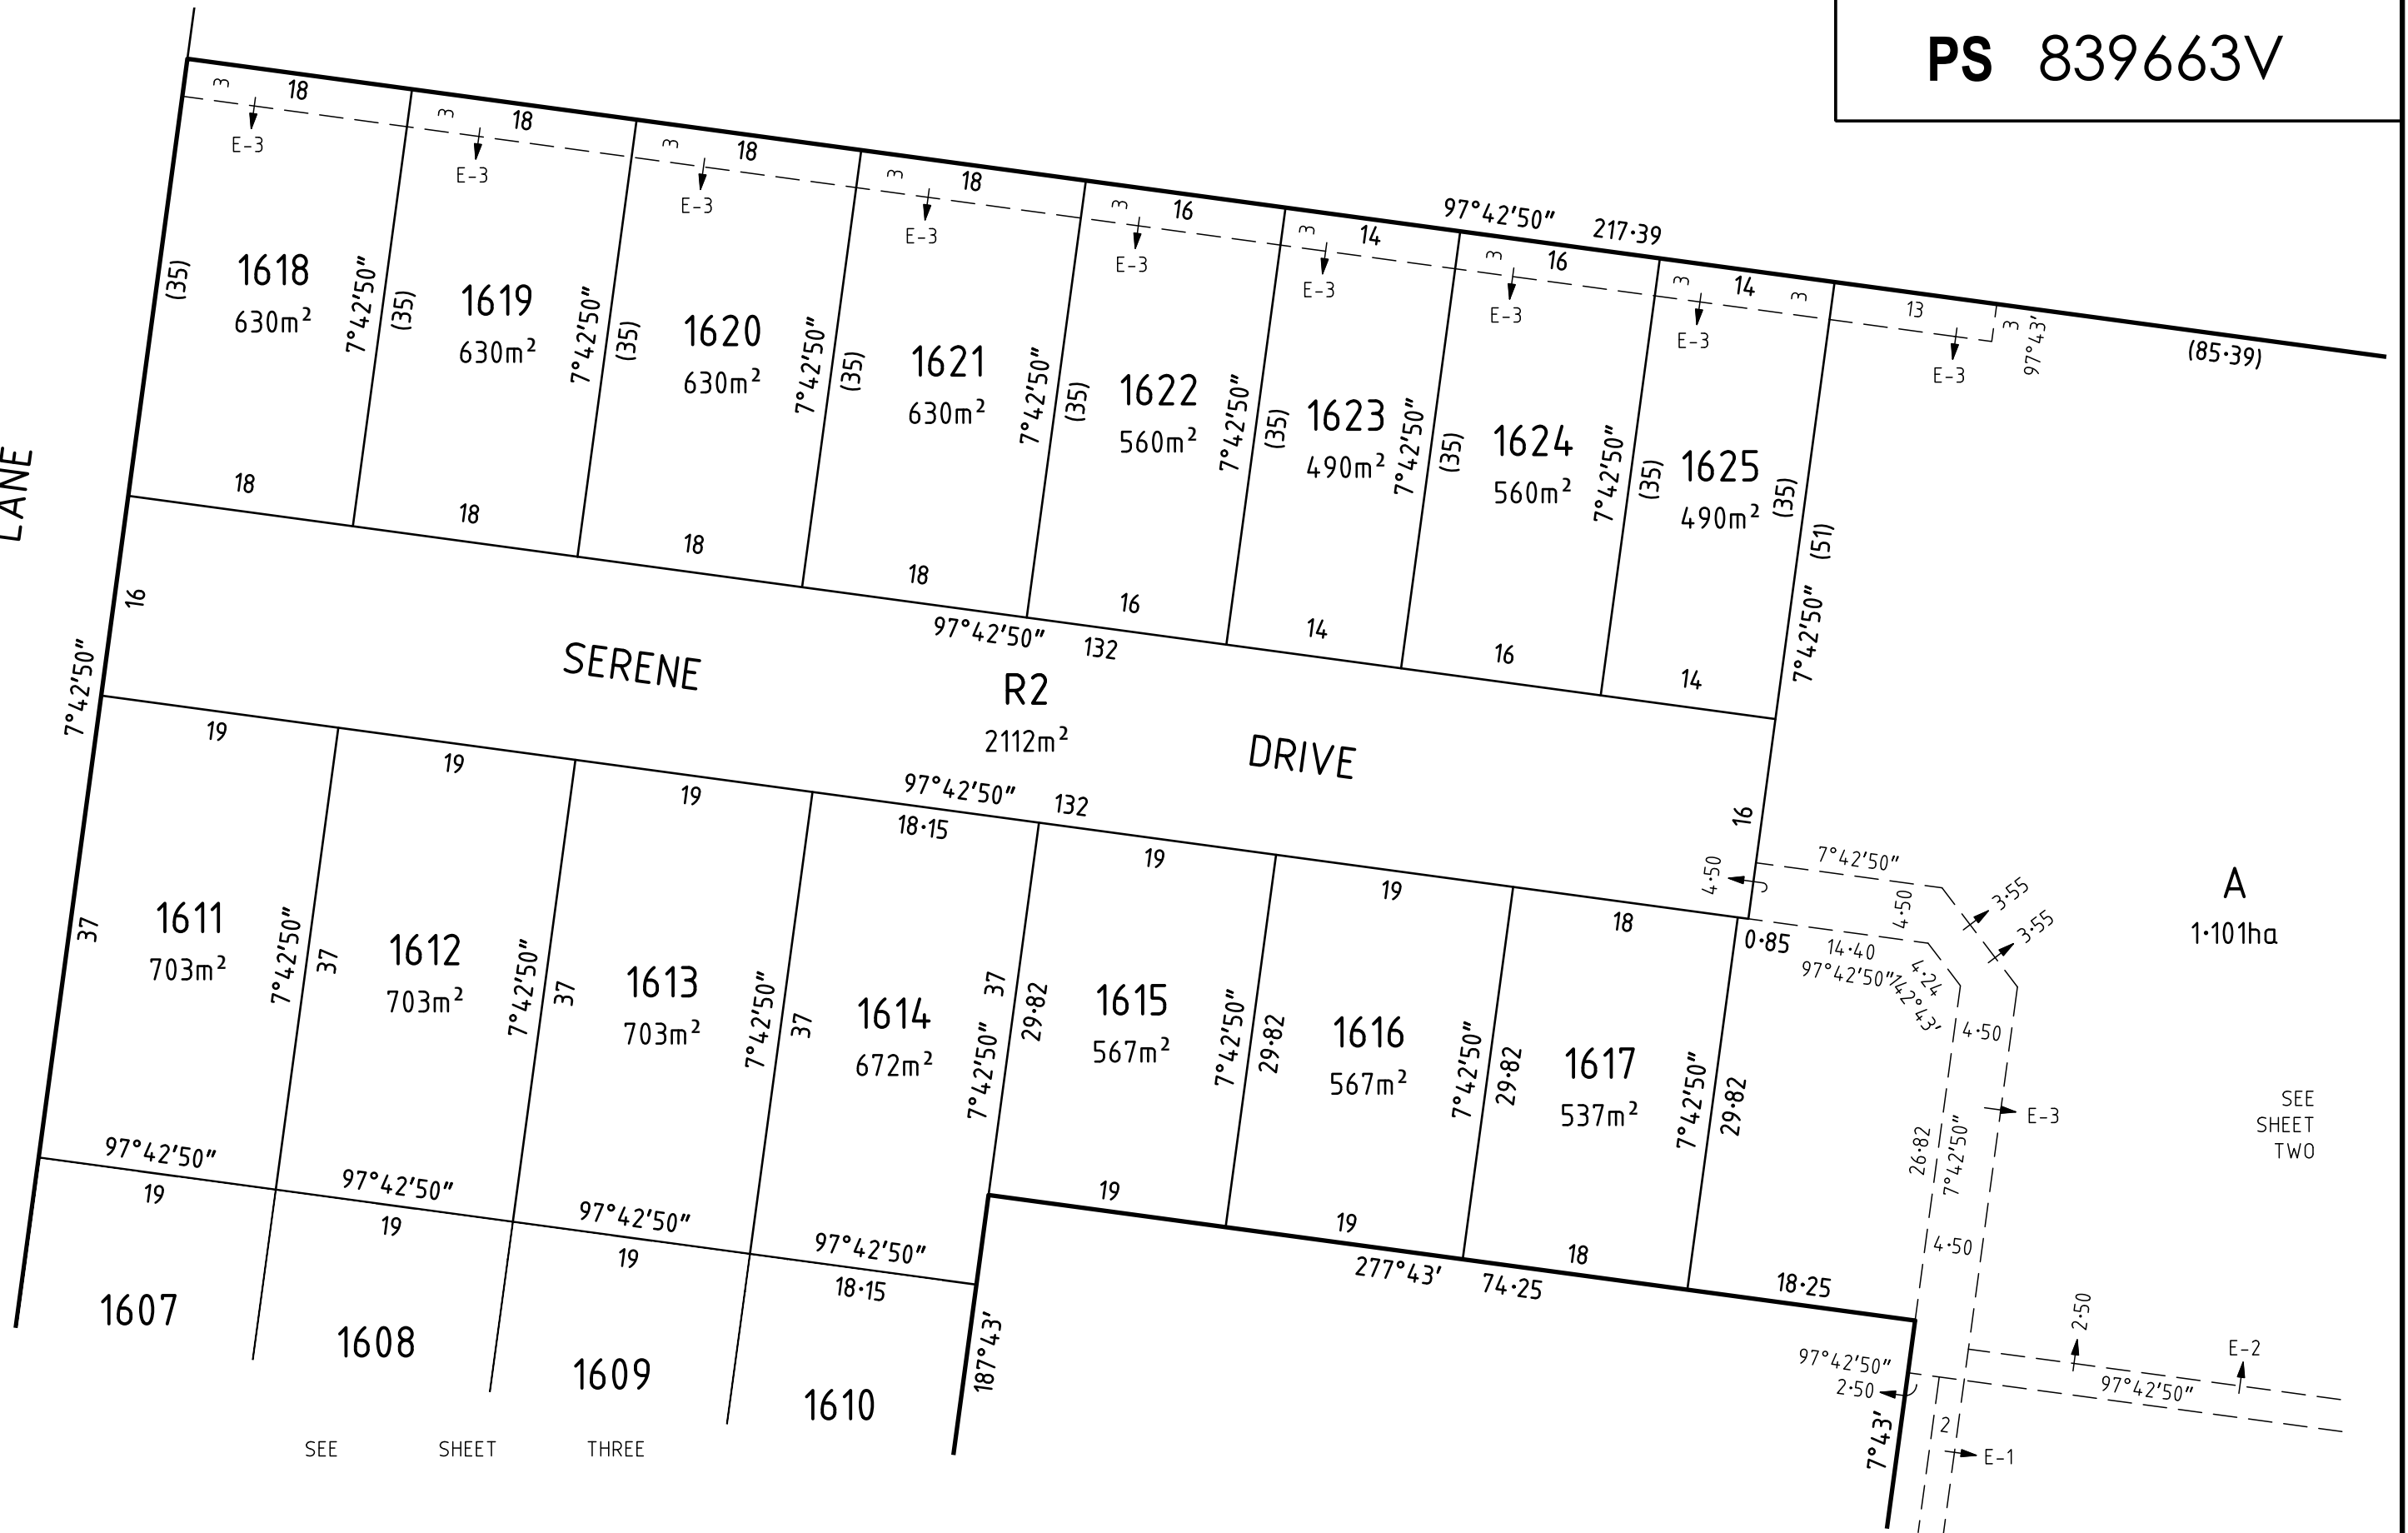 PS 839663V
3 18
E-3
3 18
E-3
3 18
E-3
3 18
E-3
3 16
E-3
3 14
E-3
3 16
E-3
3 14 3
E-3
13
3
97°43'
E-3
97°42'50" 217·39
(85·39)
LANE
(35)
1618
630m²
7°42'50"
(35)
1619
630m²
7°42'50"
(35)
1620
630m²
7°42'50"
(35)
1621
630m²
7°42'50"
(35)
1622
560m²
7°42'50"
(35)
1623
490m²
7°42'50"
(35)
1624
560m²
7°42'50"
(35)
1625
490m²
(35)
(51)
7°42'50"
18
18
18
18
16
14
16
14
97°42'50" 132
16
7°42'50"
SERENE
R2
2112m²
DRIVE
16
97°42'50" 132
19
19
19
18·15
19
19
18
0·85
4·50
7°42'50"
4·50
3·55
3·55
14·40
97°42'50"
4·24
142°43'
4·50
A
1·101ha
37
1611
703m²
7°42'50"
37
1612
703m²
7°42'50"
37
1613
703m²
7°42'50"
37
1614
672m²
37
7°42'50"
29·82
1615
567m²
7°42'50"
29·82
1616
567m²
7°42'50"
29·82
1617
537m²
7°42'50"
29·82
26·82
7°42'50"
E-3
SEE
SHEET
TWO
4·50
97°42'50"
19
97°42'50"
19
97°42'50"
19
97°42'50"
18·15
19
19
18
18·25
277°43' 74·25
187°43'
1607
1608
1609
1610
97°42'50"
2·50
2·50
E-2
97°42'50"
7°43'
2
E-1
SEE SHEET THREE